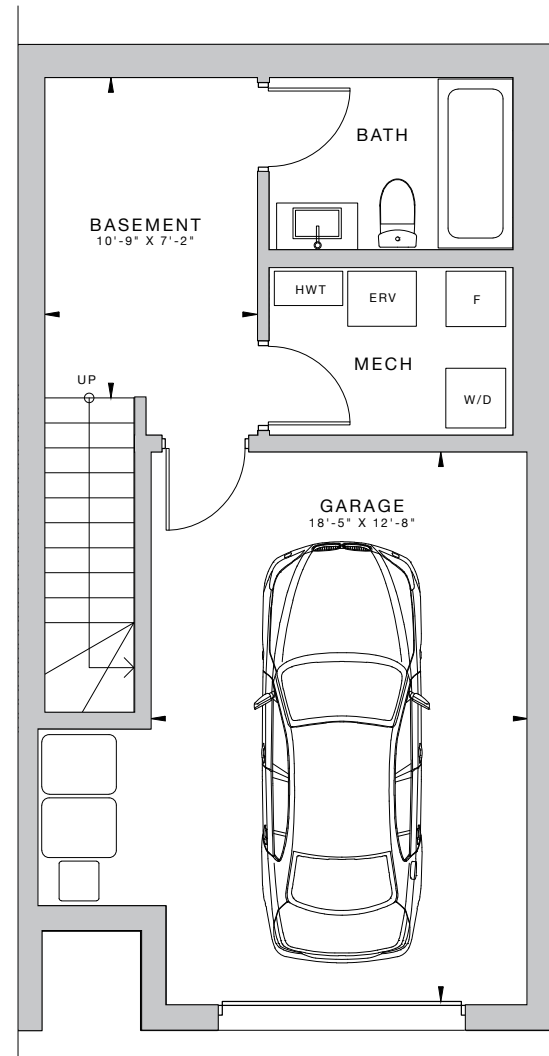 BATH
BASEMENT
10'-9" X 7'-2"
HWT
ERV
F
MECH
UP
W/D
GARAGE
18'-5" X 12'-8"